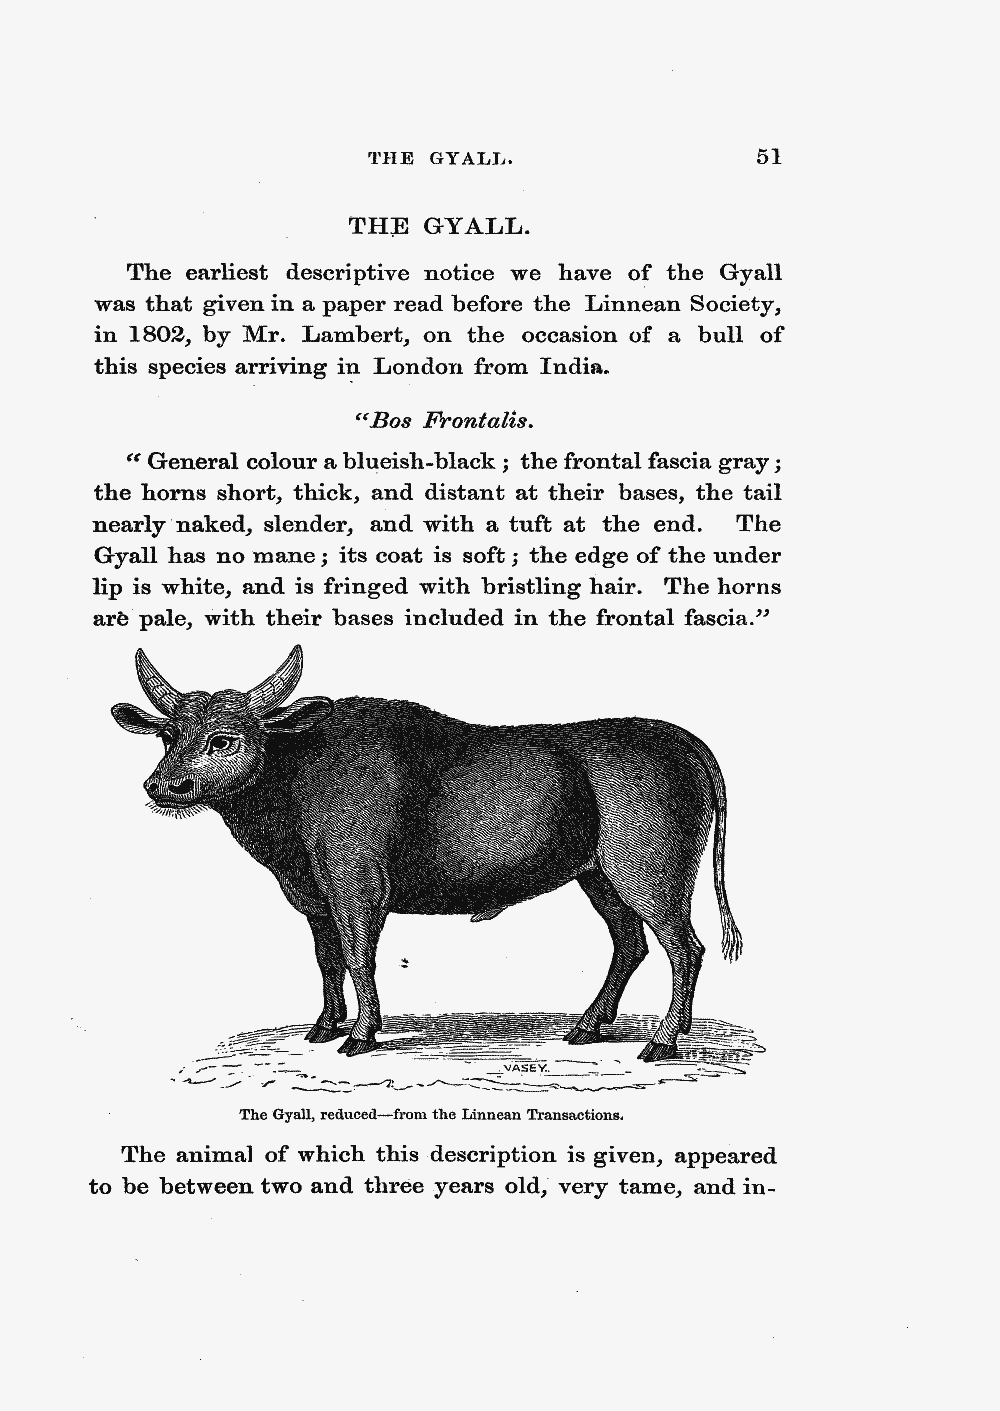 THE GYALL. 51
THE GYALL.
The earliest descriptive notice we have of the Gyall
was that given in a paper read before the Linnean Society,
in 1802, by Mr. Lambert, on the occasion of a bull of
this species arriving in London from India.
“Bos Frontalis.
“ General colour a blueish-black ; the frontal fascia gray ;
the horns short, thick, and distant at their bases, the tail
nearly naked, slender, and with a tuft at the end. The
Gyall has no mane ; its coat is soft ; the edge of the under
lip is white, and is fringed with bristling hair. The horns
are pale, with their bases included in the frontal fascia.”
VASEY.
The Gyall, reduced—from the Linnean Transactions.
The animal of which this description is given, appeared
to be between two and three years old, very tame, and in-